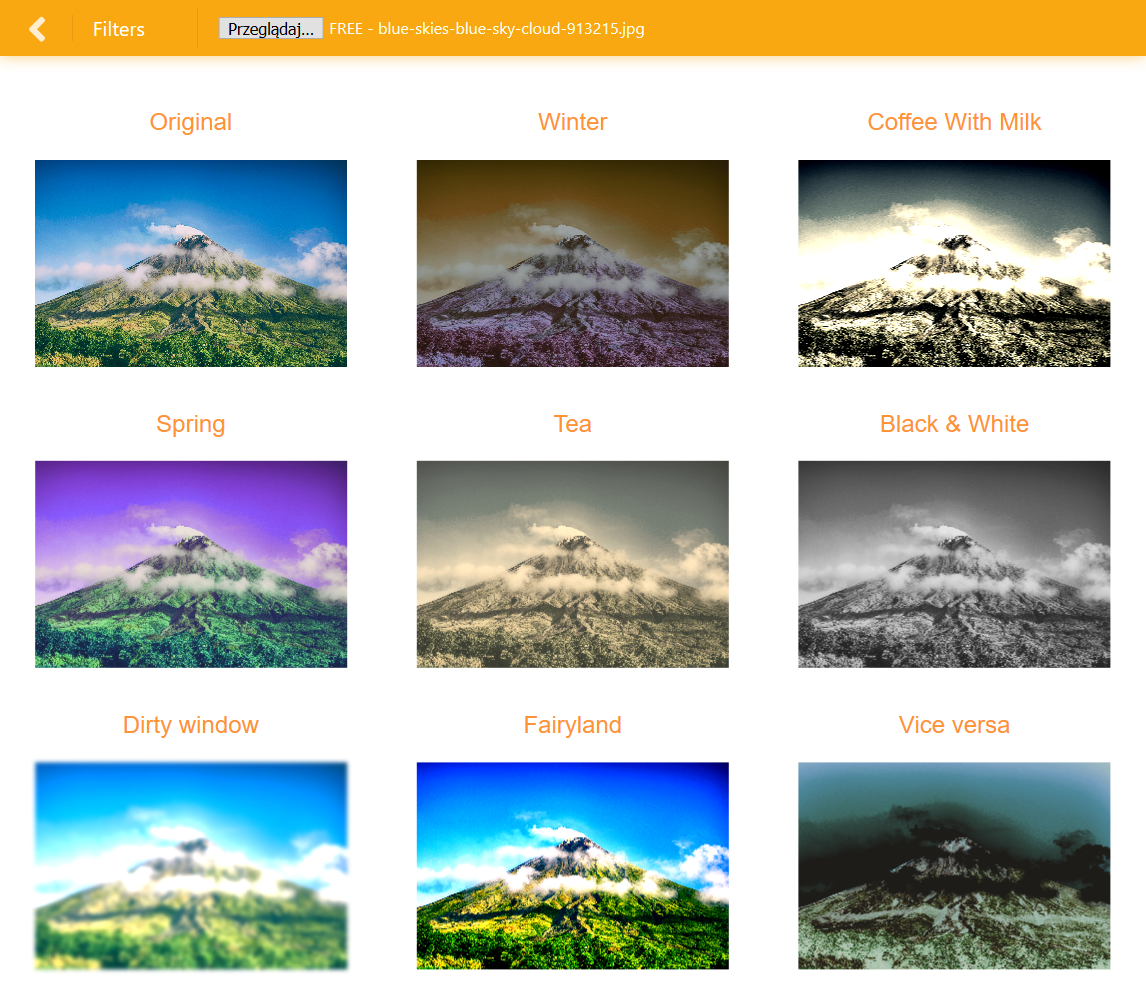 Filters
Przeglądaj... FREE - blue-skies-blue-sky-cloud-913215.jpg
Original
Winter
Coffee With Milk
Spring
Tea
Black & White
Dirty window
Fairyland
Vice versa